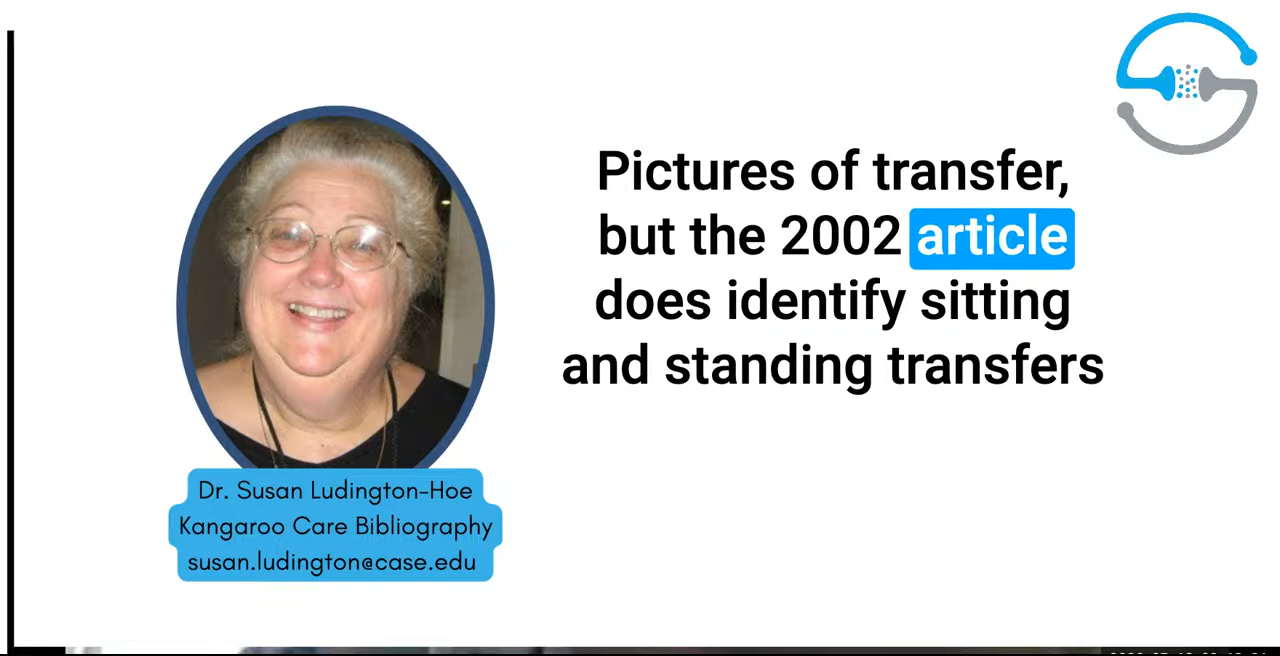 Pictures of transfer,
but the 2002 article
does identify sitting
and standing transfers
Dr. Susan Ludington-Hoe
Kangaroo Care Bibliography
susan.ludington@case.edu